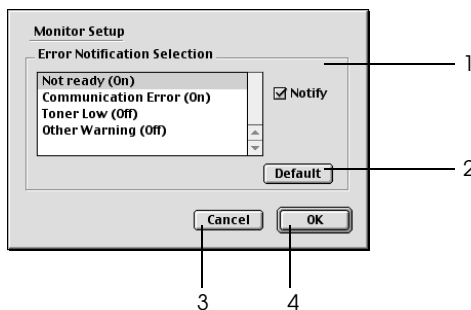 Monitor Setup
Error Notification Selection
1
Not ready (On)
Communication Error (On)
Notify
Toner Low (Off)
Other Warning (Off)
Default
2
Cancel
OK
3
4